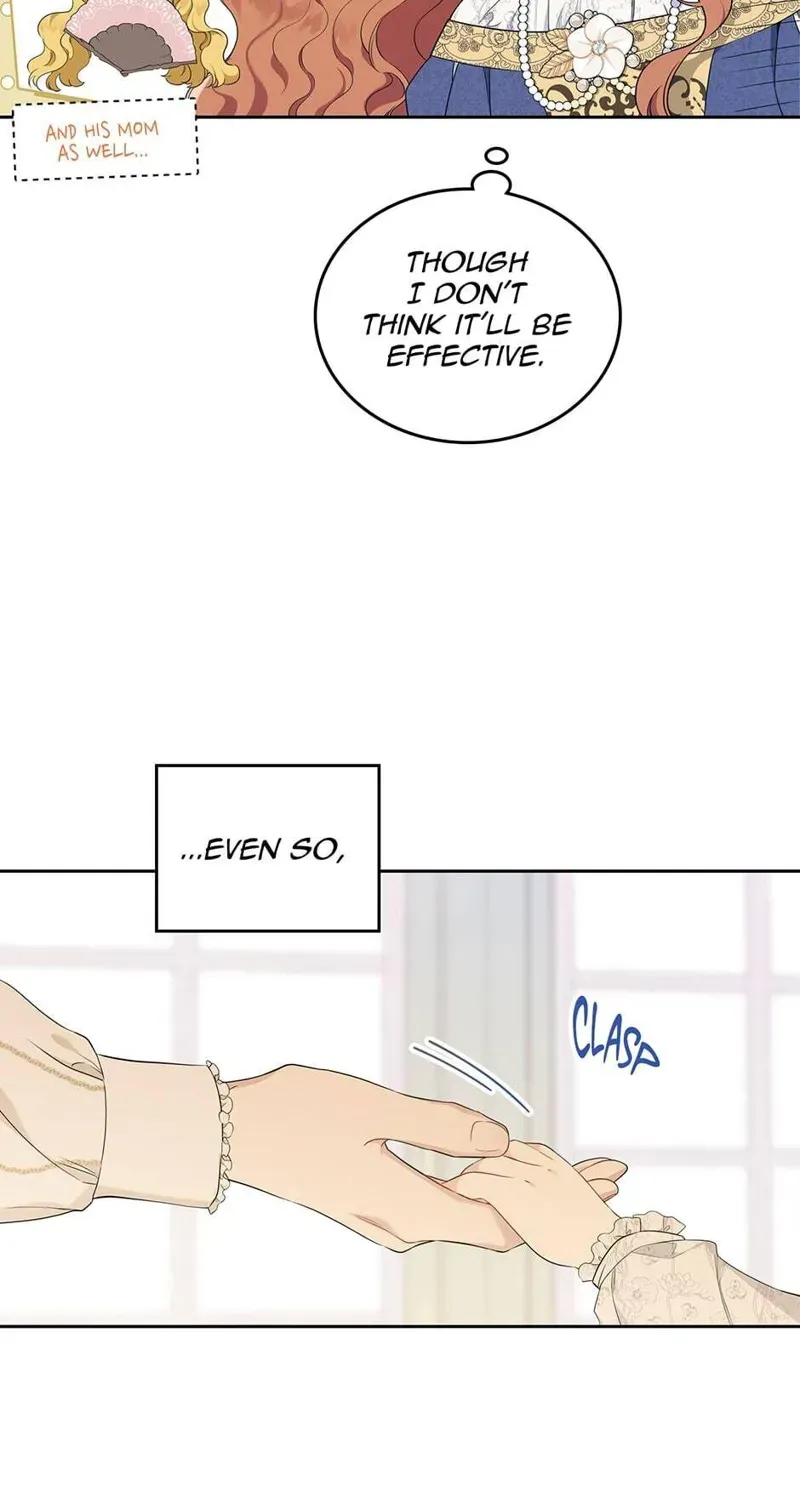 AND HIS MOM
AS WELL...
THOUGH
I DON'T
THINK IT'LL BE
EFFECTIVE.
...EVEN SO,
CLASP